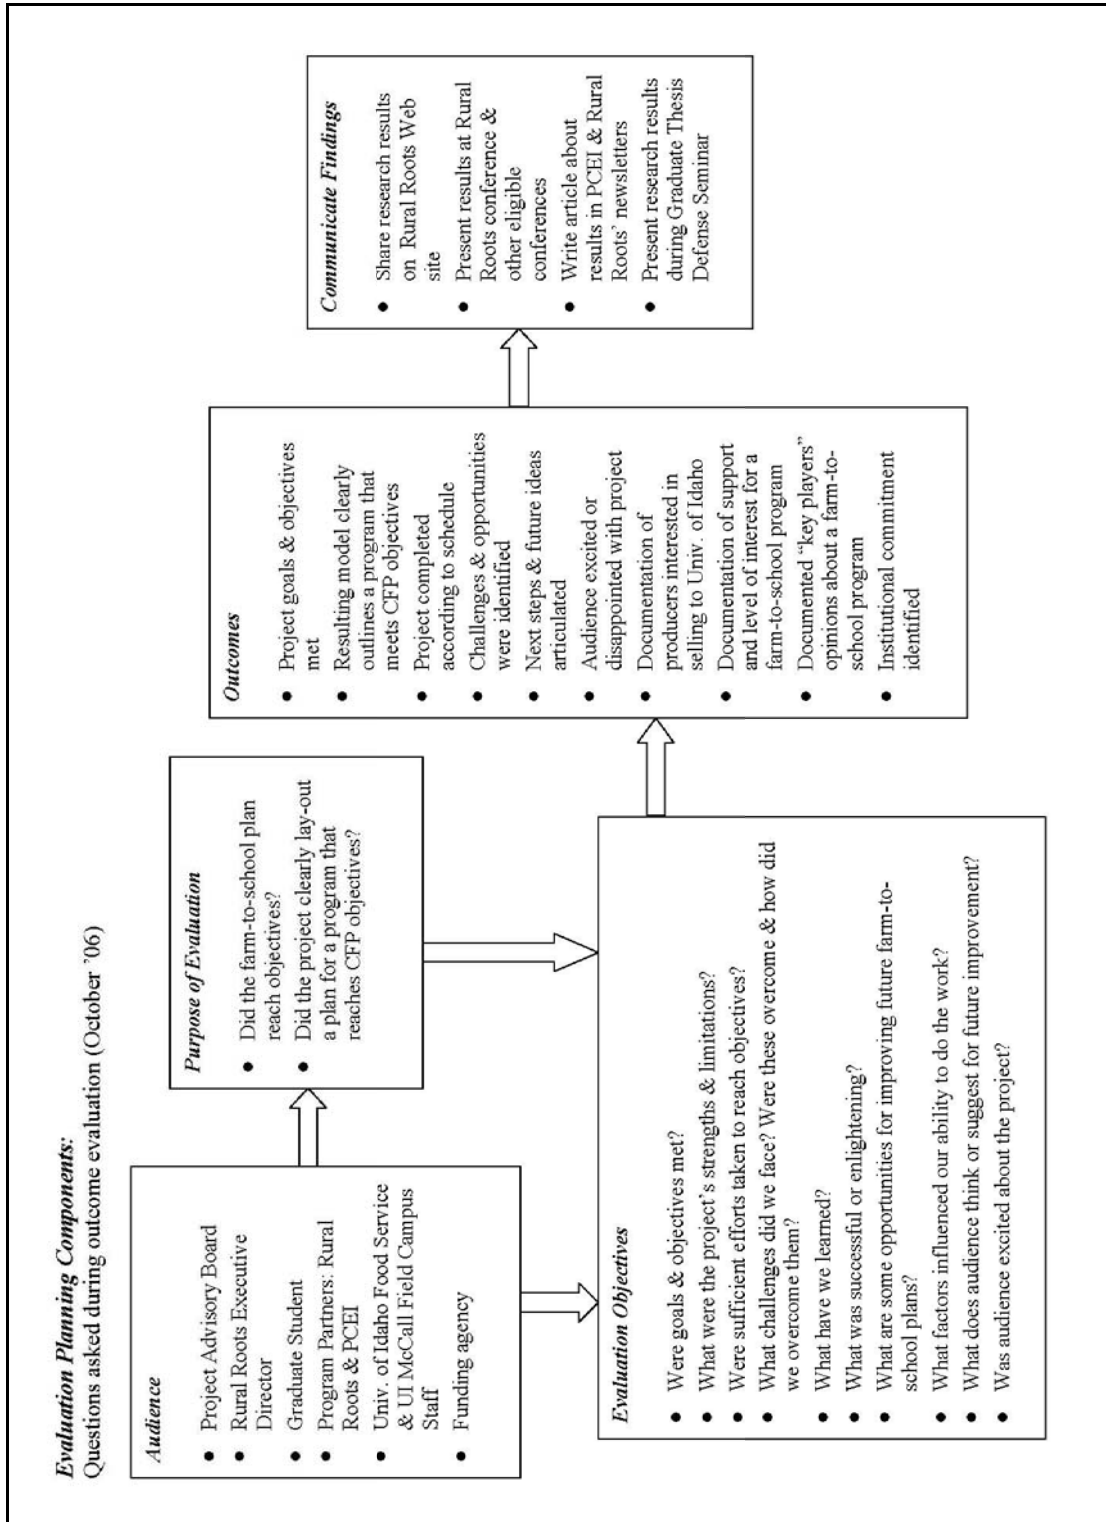 Evaluation Planning Components:
Questions asked during outcome evaluation (October '06)
Audience
● Project Advisory Board
● Rural Roots Executive
Director
● Graduate Student
● Program Partners: Rural
Roots & PCEI
● Univ. of Idaho Food Service
& UI McCall Field Campus
Staff
● Funding agency
Purpose of Evaluation
● Did the farm-to-school plan
reach objectives?
● Did the project clearly lay-out
a plan for a program that
reaches CFP objectives?
Evaluation Objectives
● Were goals & objectives met?
● What were the project's strengths & limitations?
● Were sufficient efforts taken to reach objectives?
● What challenges did we face? Were these overcome & how did
we overcome them?
● What have we learned?
● What was successful or enlightening?
● What are some opportunities for improving future farm-to-
school plans?
● What factors influenced our ability to do the work?
● What does audience think or suggest for future improvement?
● Was audience excited about the project?
Outcomes
● Project goals & objectives
met
● Resulting model clearly
outlines a program that
meets CFP objectives
● Project completed
according to schedule
● Challenges & opportunities
were identified
● Next steps & future ideas
articulated
● Audience excited or
disappointed with project
● Documentation of
producers interested in
selling to Univ. of Idaho
● Documentation of support
and level of interest for a
farm-to-school program
● Documented “key players”
opinions about a farm-to-
school program
● Institutional commitment
identified
Communicate Findings
● Share research results
on Rural Roots Web
site
● Present results at Rural
Roots conference &
other eligible
conferences
● Write article about
results in PCEI & Rural
Roots' newsletters
● Present research results
during Graduate Thesis
Defense Seminar